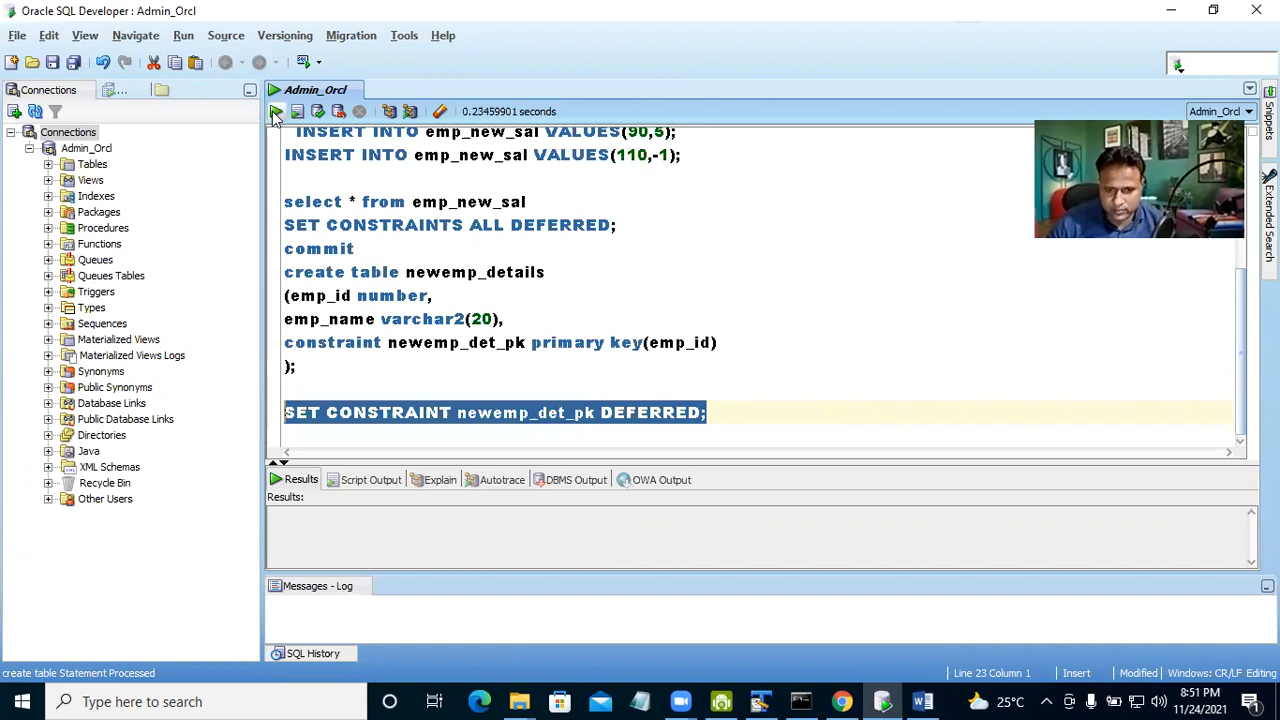 Oracle SQL Developer : Admin_Orcl
File Edit View Navigate Run Source Versioning Migration Tools Help
Connections
...
Admin_Orcl
0.23459901 seconds
Admin_Orcl
Connections
Admin_Orcl
Tables
Views
Indexes
Packages
Procedures
Functions
Queues
Queues Tables
Triggers
Types
Sequences
Materialized Views
Materialized Views Logs
Synonyms
Public Synonyms
Database Links
Public Database Links
Directories
Java
XML Schemas
Recycle Bin
Other Users
INSERT INTO emp_new_sal VALUES(90,5);
INSERT INTO emp_new_sal VALUES(110,-1);
select * from emp_new_sal
SET CONSTRAINTS ALL DEFERRED;
commit
create table newemp_details
(emp_id number,
emp_name varchar2(20),
constraint newemp_det_pk primary key(emp_id)
);
SET CONSTRAINT newemp_det_pk DEFERRED;
Snippets
Extended Search
Results Script Output Explain Autotrace DBMS Output OWA Output
Results:
Messages - Log
SQL History
create table Statement Processed
Line 23 Column 1 Insert Modified Windows: CR/LF Editing
Type here to search
25°C
8:51 PM
11/24/2021